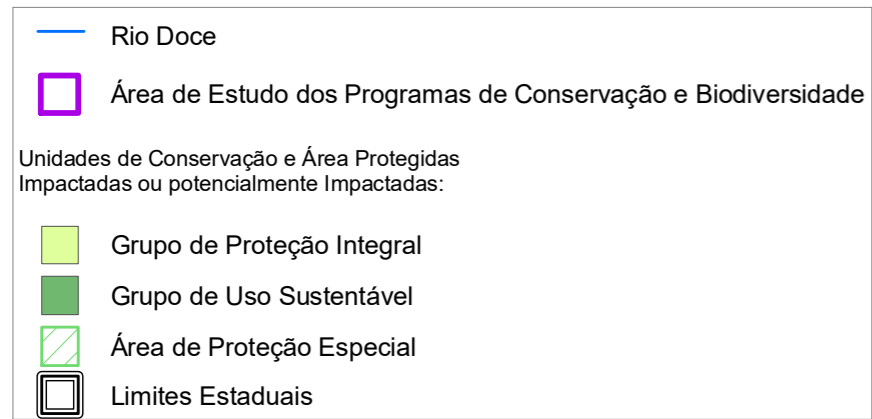 Rio Doce
Área de Estudo dos Programas de Conservação e Biodiversidade
Unidades de Conservação e Área Protegidas
Impactadas ou potencialmente Impactadas:
Grupo de Proteção Integral
Grupo de Uso Sustentável
Área de Proteção Especial
Limites Estaduais